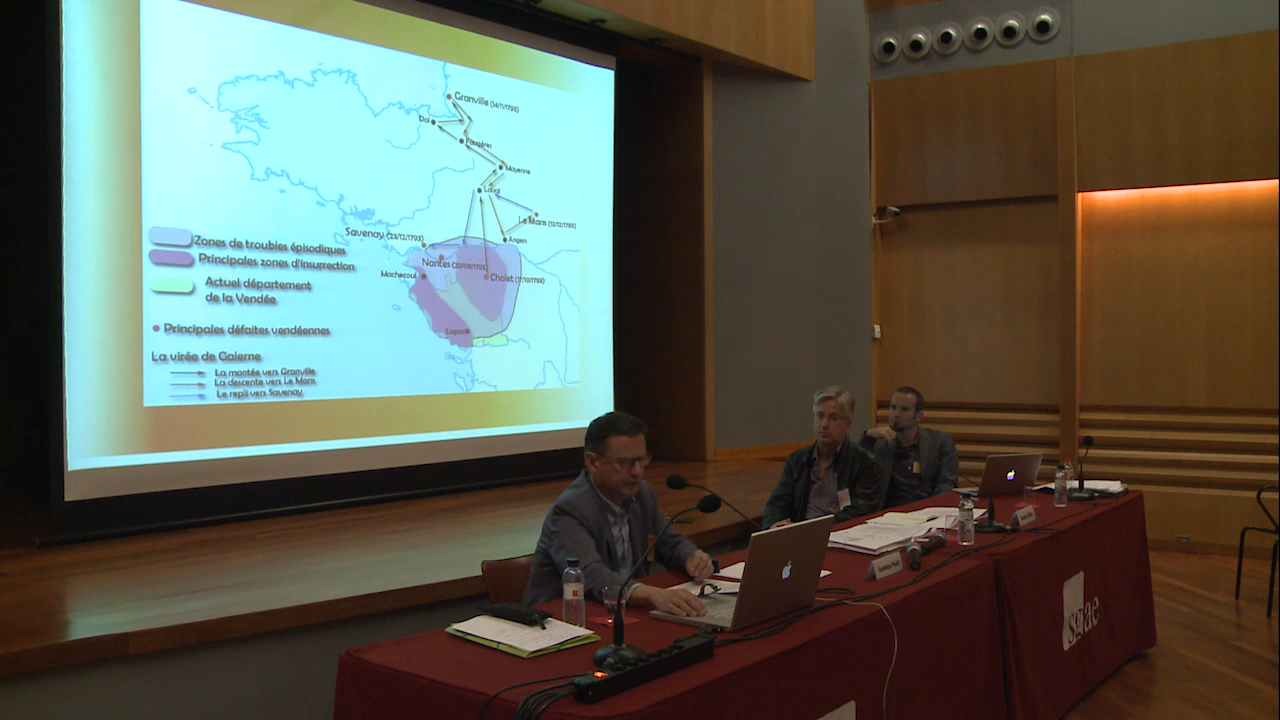 Granville (14/11/1793)
Dol
Fougères
Mayenne
Laval
Le Mans (12/12/1793)
Savenay (23/12/1793)
Angers
Nantes (29/06/1793)
Machecoul
Cholet (17/10/1793)
Luçon
Zones de troubles épisodiques
Principales zones d'insurrection
Actuel département
de la Vendée
Principales défaites vendéennes
La virée de Galerne
La montée vers Granville
La descente vers Le Mans
Le repli vers Savenay
sgae